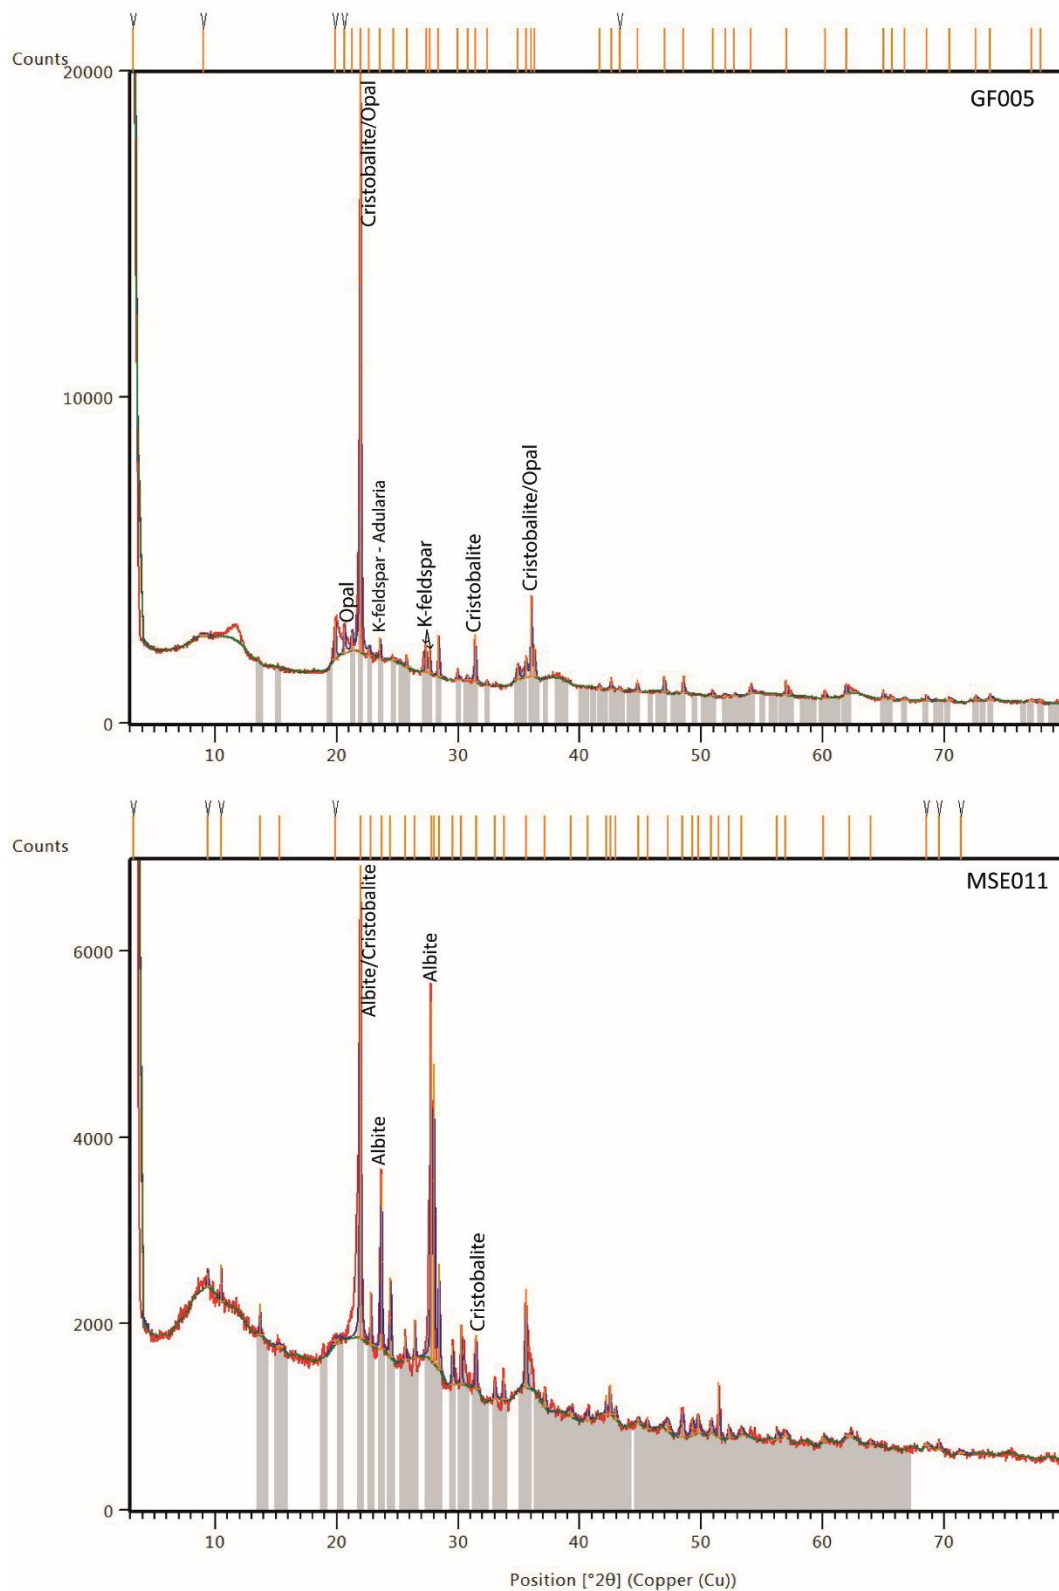 Counts
20000
GF005
Cristobalite/Opal
10000
Opal
K-feldspar - Adularia
K-feldspar
Cristobalite
Cristobalite/Opal
0
10 20 30 40 50 60 70
Counts
MSE011
Albite/Cristobalite
6000
Albite
4000
Albite
Cristobalite
2000
0
10 20 30 40 50 60 70
Position [°2θ] (Copper (Cu))